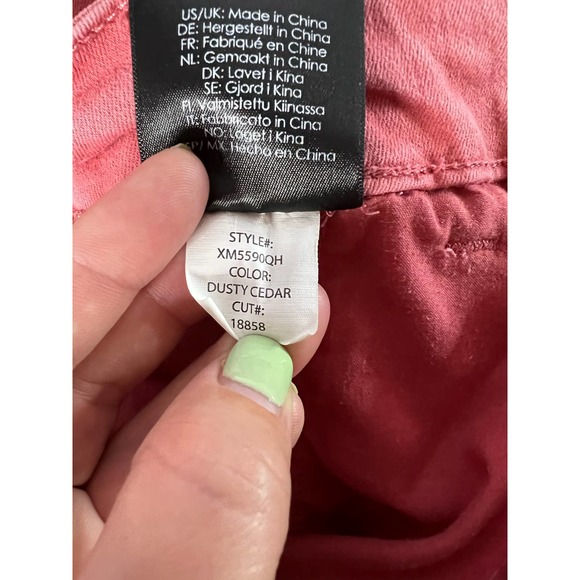 US/UK: Made in China
DE: Hergestellt in China
FR: Fabriqué en Chine
NL: Gemaakt in China
DK: Lavet i Kina
SE: Gjord i Kina
FI/Valmistettu Kiinassa
IT: Fabbricato in Cina
NO: Laget i Kina
SP/ MX: Hecho en China
STYLE#:
XM5590QH
COLOR:
DUSTY CEDAR
CUT#:
18858